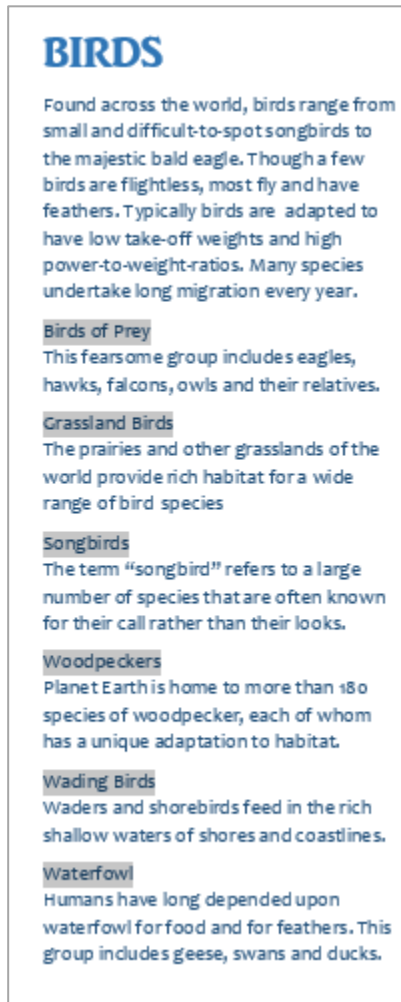 BIRDS
Found across the world, birds range from
small and difficult-to-spot songbirds to
the majestic bald eagle. Though a few
birds are flightless, most fly and have
feathers. Typically birds are  adapted to
have low take-off weights and high
power-to-weight-ratios. Many species
undertake long migration every year.
Birds of Prey
This fearsome group includes eagles,
hawks, falcons, owls and their relatives.
Grassland Birds
The prairies and other grasslands of the
world provide rich habitat for a wide
range of bird species
Songbirds
The term “songbird” refers to a large
number of species that are often known
for their call rather than their looks.
Woodpeckers
Planet Earth is home to more than 180
species of woodpecker, each of whom
has a unique adaptation to habitat.
Wading Birds
Waders and shorebirds feed in the rich
shallow waters of shores and coastlines.
Waterfowl
Humans have long depended upon
waterfowl for food and for feathers. This
group includes geese, swans and ducks.